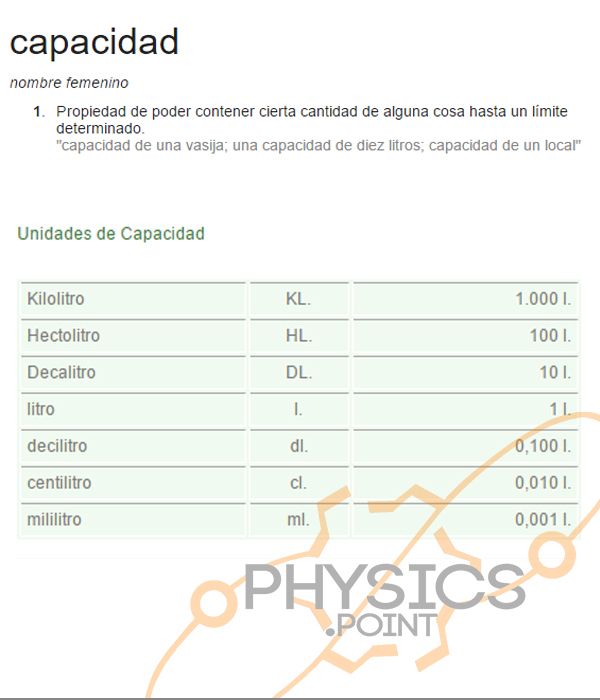 capacidad
nombre femenino
1. Propiedad de poder contener cierta cantidad de alguna cosa hasta un límite
determinado.
"capacidad de una vasija; una capacidad de diez litros; capacidad de un local"
Unidades de Capacidad
Kilolitro KL. 1.000 l.
Hectolitro HL. 100 l.
Decalitro DL. 10 l.
litro l. 1 l.
decilitro dl. 0,100 l.
centilitro cl. 0,010 l.
mililitro ml. 0,001 l.
PHYSICS
.POINT